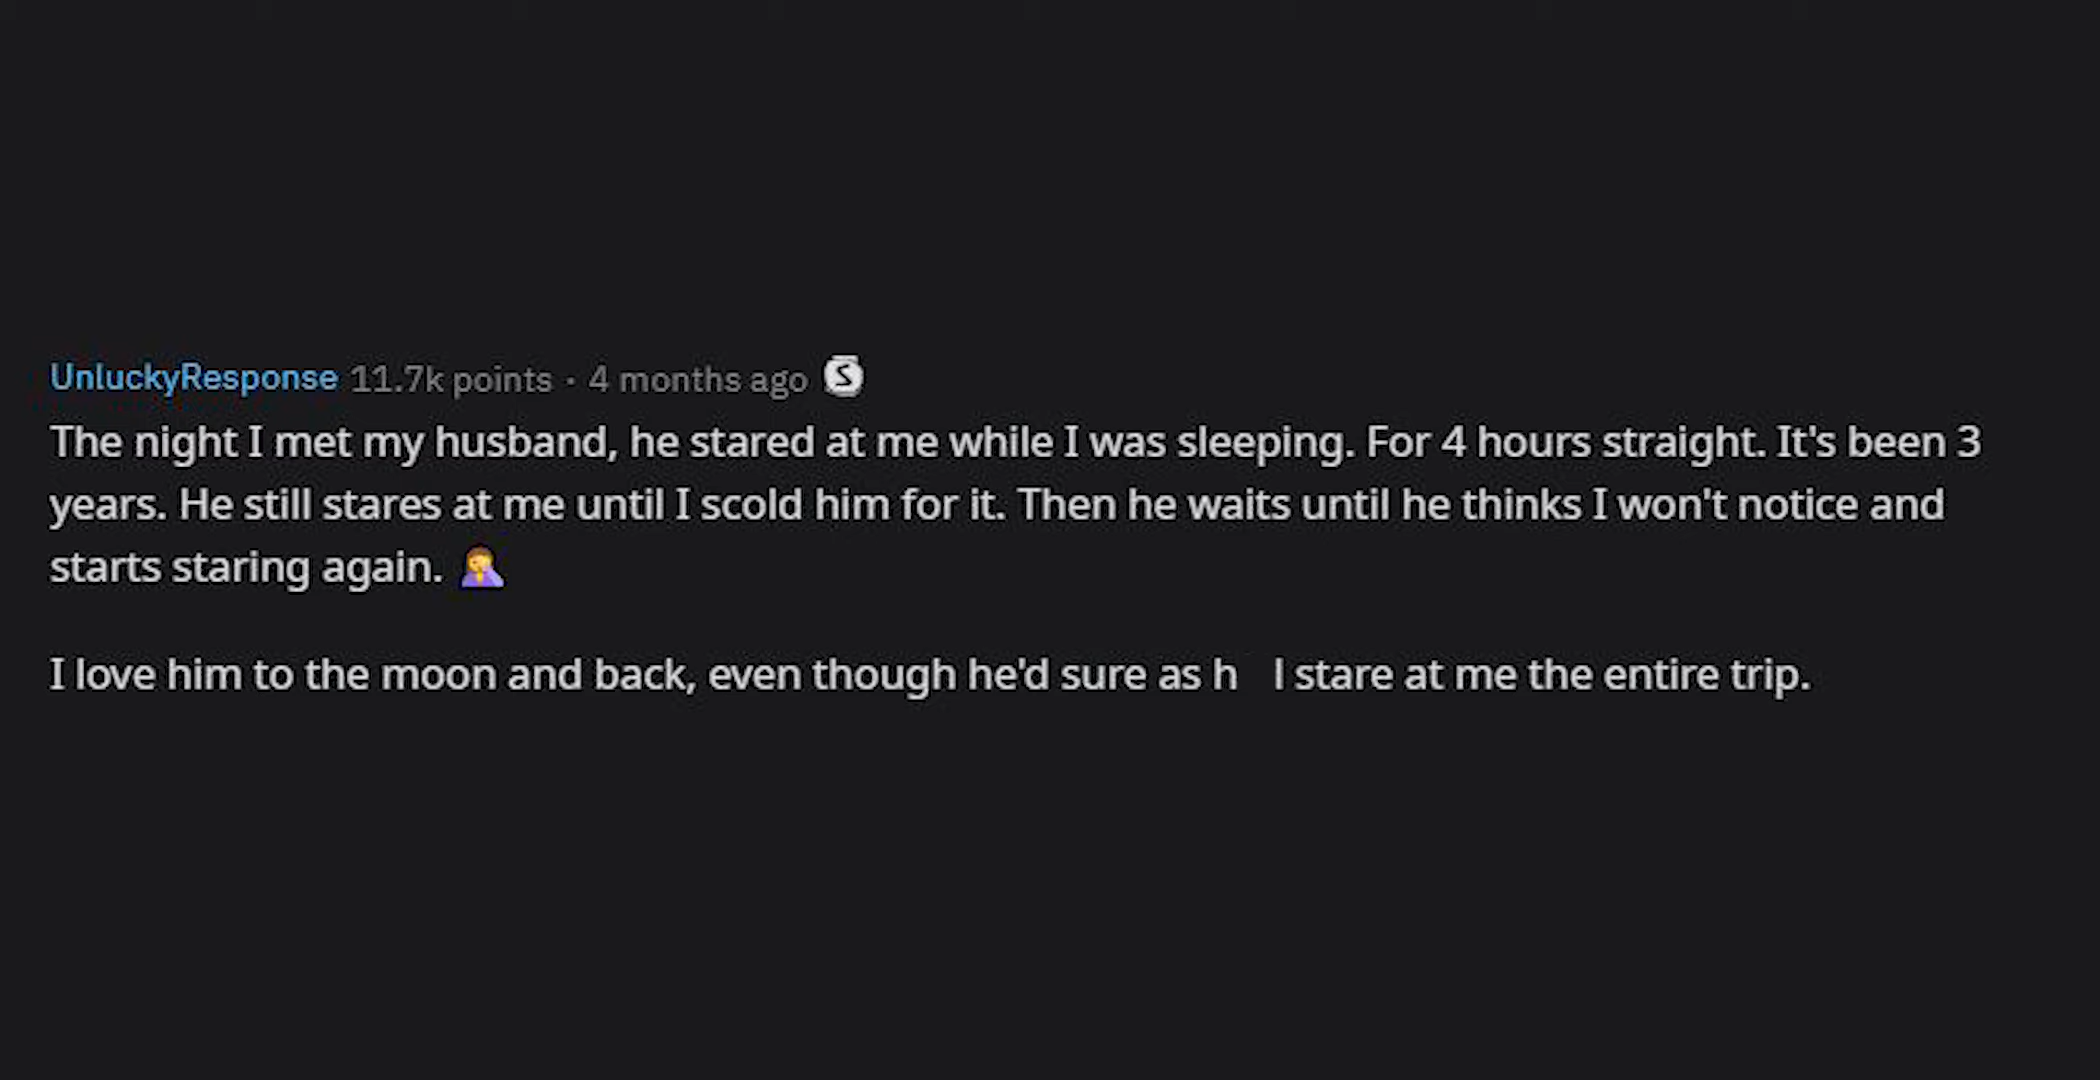 UnluckyResponse 11.7k points · 4 months ago S
The night I met my husband, he stared at me while I was sleeping. For 4 hours straight. It's been 3
years. He still stares at me until I scold him for it. Then he waits until he thinks I won't notice and
starts staring again. 🤦‍♀️
I love him to the moon and back, even though he'd sure as h   l stare at me the entire trip.